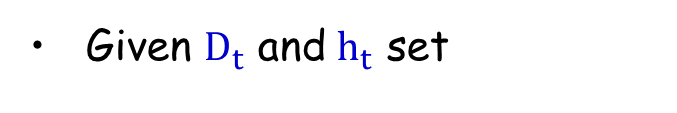 • Given Dₜ and hₜ set